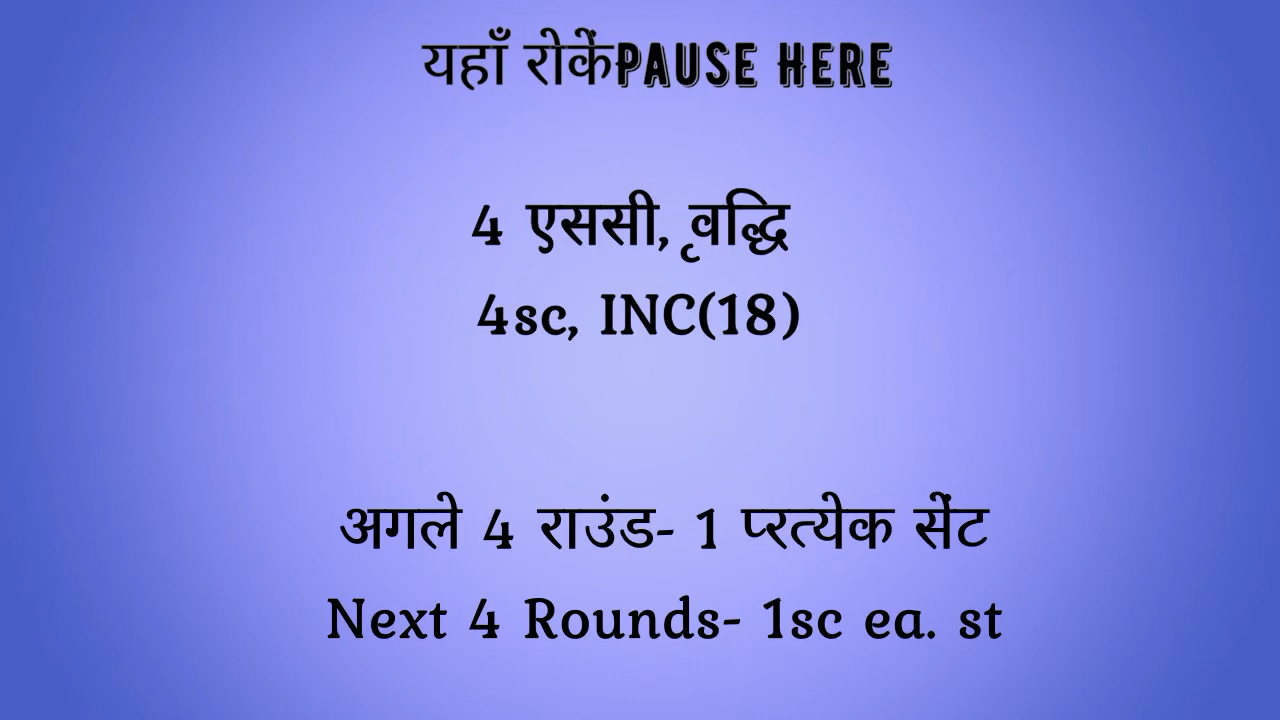 यहाँ रोकेंPAUSE HERE
4 एससी, वृद्धि
4sc, INC(18)
अगले 4 राउंड- 1 प्रत्येक सेंट
Next 4 Rounds- 1sc ea. st